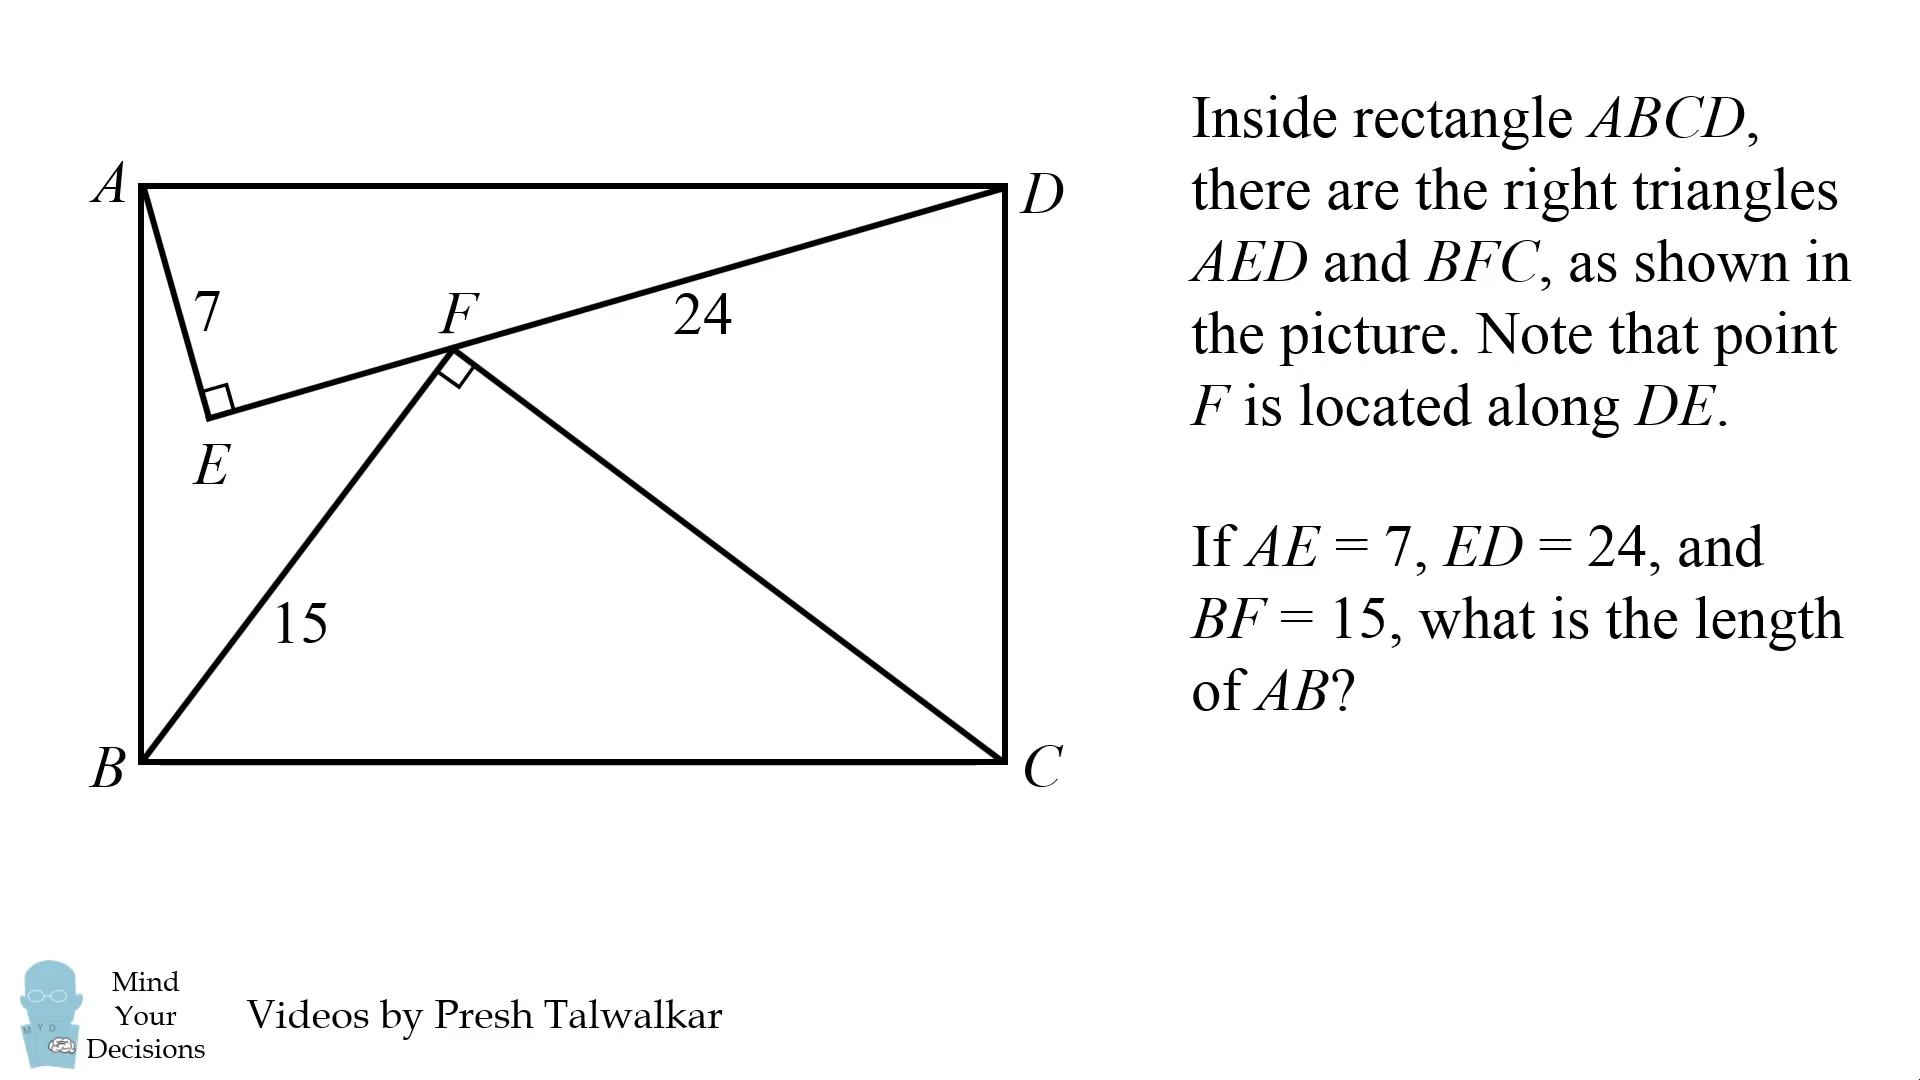 Inside rectangle ABCD,
there are the right triangles
AED and BFC, as shown in
the picture. Note that point
F is located along DE.
If AE = 7, ED = 24, and
BF = 15, what is the length
of AB?
A
D
7
F
24
E
15
B
C
Mind
Your
Decisions
M Y D
Videos by Presh Talwalkar